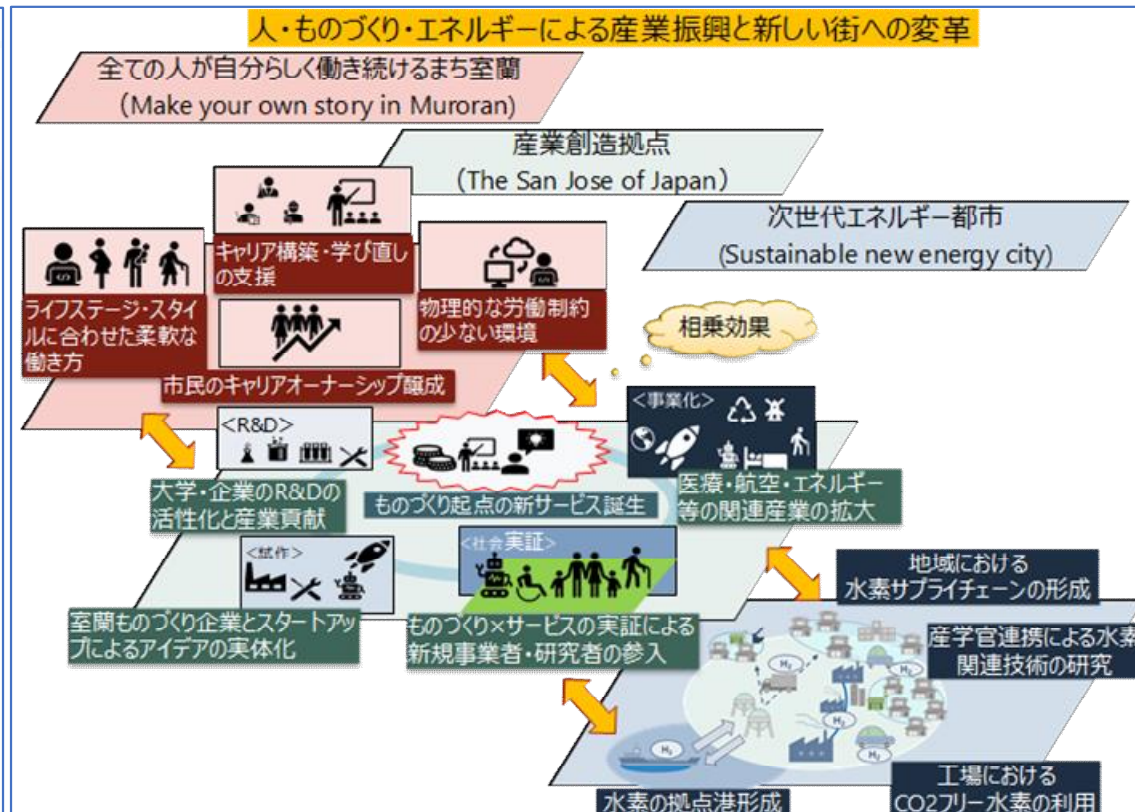 人・ものづくり・エネルギーによる産業振興と新しい街への変革
全ての人が自分らしく働き続けるまち室蘭
（Make your own story in Muroran)
産業創造拠点
（The San Jose of Japan）
次世代エネルギー都市
(Sustainable new energy city)
キャリア構築・学び直し
の支援
ライフステージ・スタイ
ルに合わせた柔軟な
働き方
物理的な労働制約
の少ない環境
市民のキャリアオーナーシップ醸成
相乗効果
<R&D>
大学・企業のR&Dの
活性化と産業貢献
ものづくり起点の新サービス誕生
<事業化>
医療・航空・エネルギー
等の関連産業の拡大
<試作>
室蘭ものづくり企業とスタートアッ
プによるアイデアの実体化
<社会実証>
ものづくり×サービスの実証による
新規事業者・研究者の参入
地域における
水素サプライチェーンの形成
産学官連携による水素
関連技術の研究
H2
H2
H2
H2
H2
水素の拠点港形成
工場における
CO2フリー水素の利用